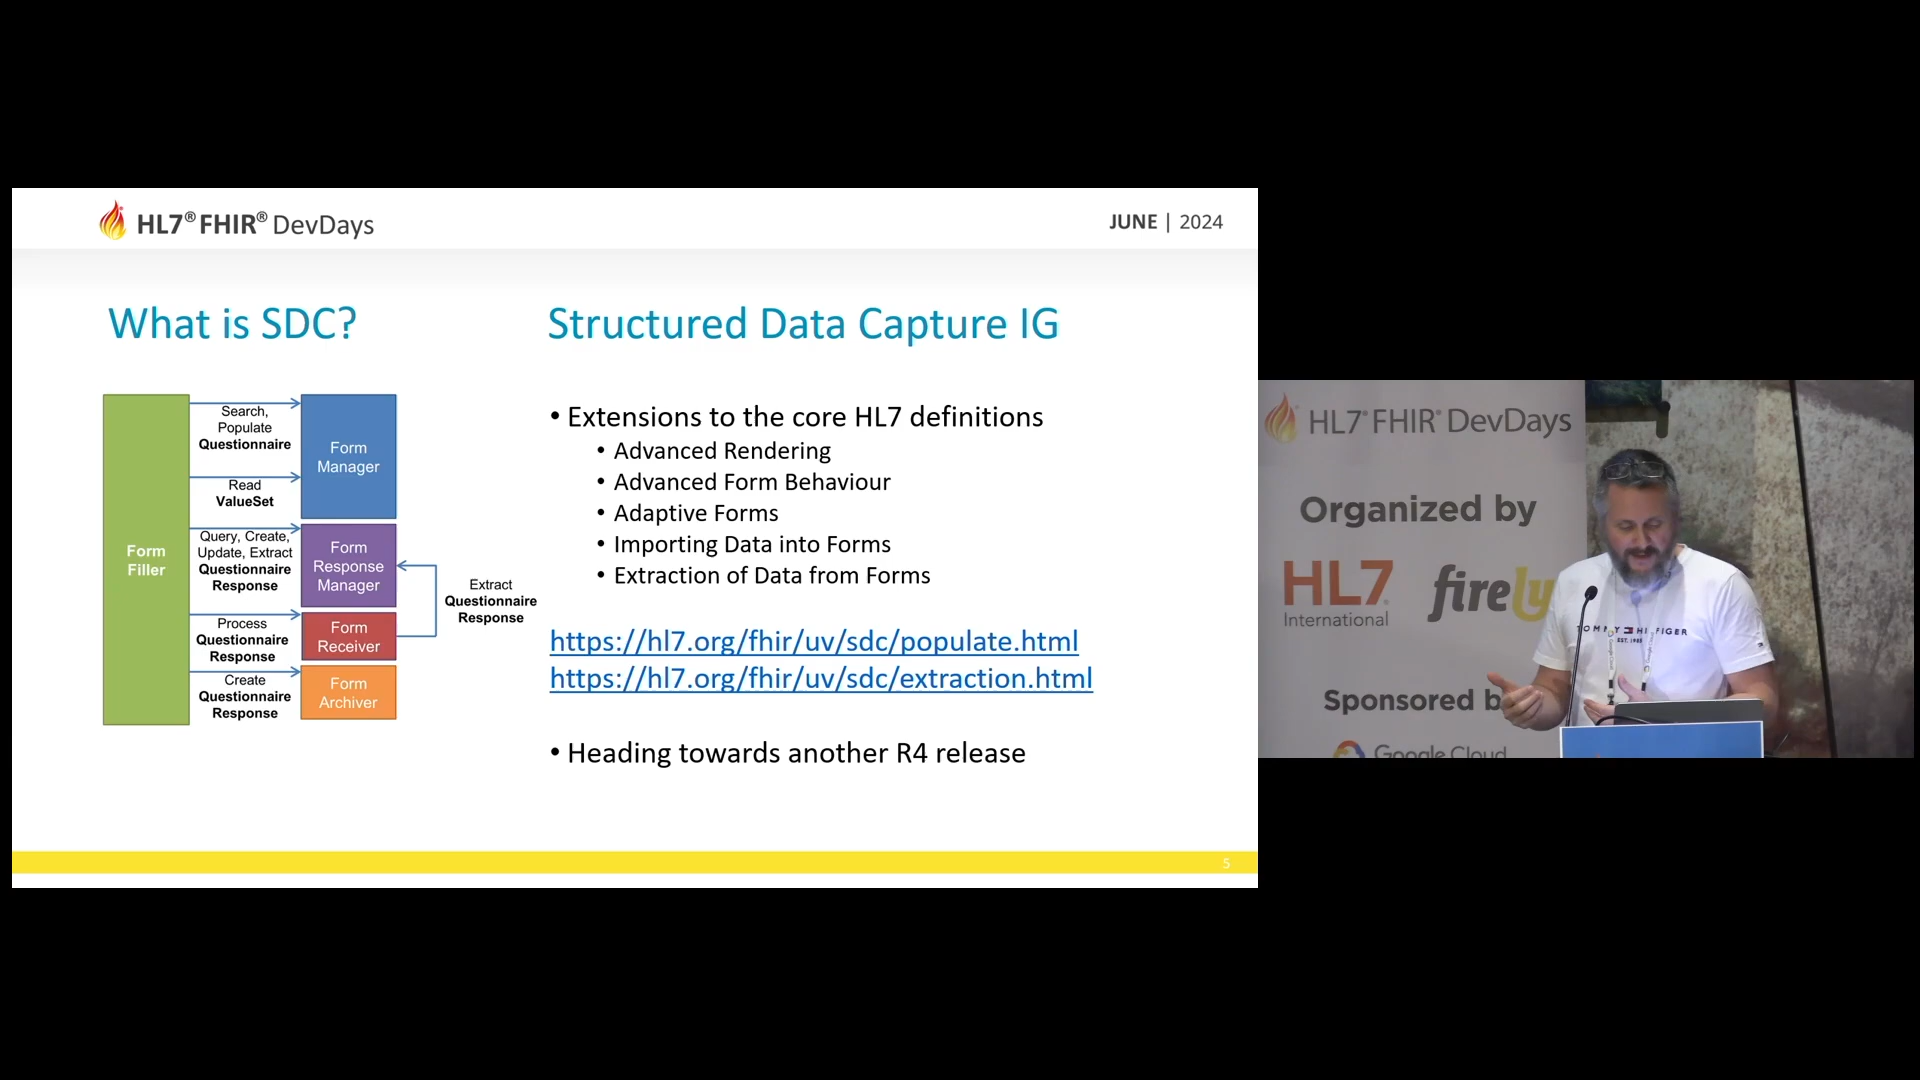 HL7® FHIR® DevDays
JUNE | 2024
What is SDC?
Structured Data Capture IG
Form
Filler
Search,
Populate
Questionnaire
Read
ValueSet
Query, Create,
Update, Extract
Questionnaire
Response
Process
Questionnaire
Response
Create
Questionnaire
Response
Form
Manager
Form
Response
Manager
Form
Receiver
Form
Archiver
Extract
Questionnaire
Response
• Extensions to the core HL7 definitions
• Advanced Rendering
• Advanced Form Behaviour
• Adaptive Forms
• Importing Data into Forms
• Extraction of Data from Forms
https://hl7.org/fhir/uv/sdc/populate.html
https://hl7.org/fhir/uv/sdc/extraction.html
• Heading towards another R4 release
5
HL7® FHIR® DevDays
Organized by
HL7
International
firely
Sponsored b
Google Cloud
TOMMY HILFIGER